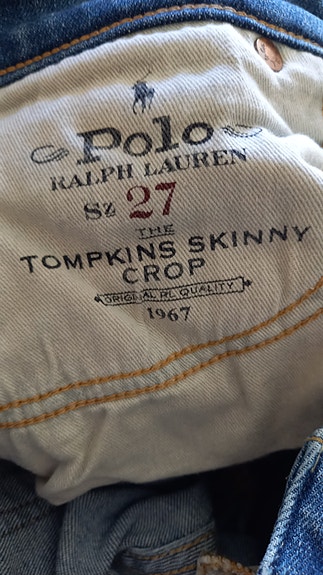 Polo
RALPH LAUREN
SZ 27
THE
TOMPKINS SKINNY
CROP
ORIGINAL RL QUALITY
1967